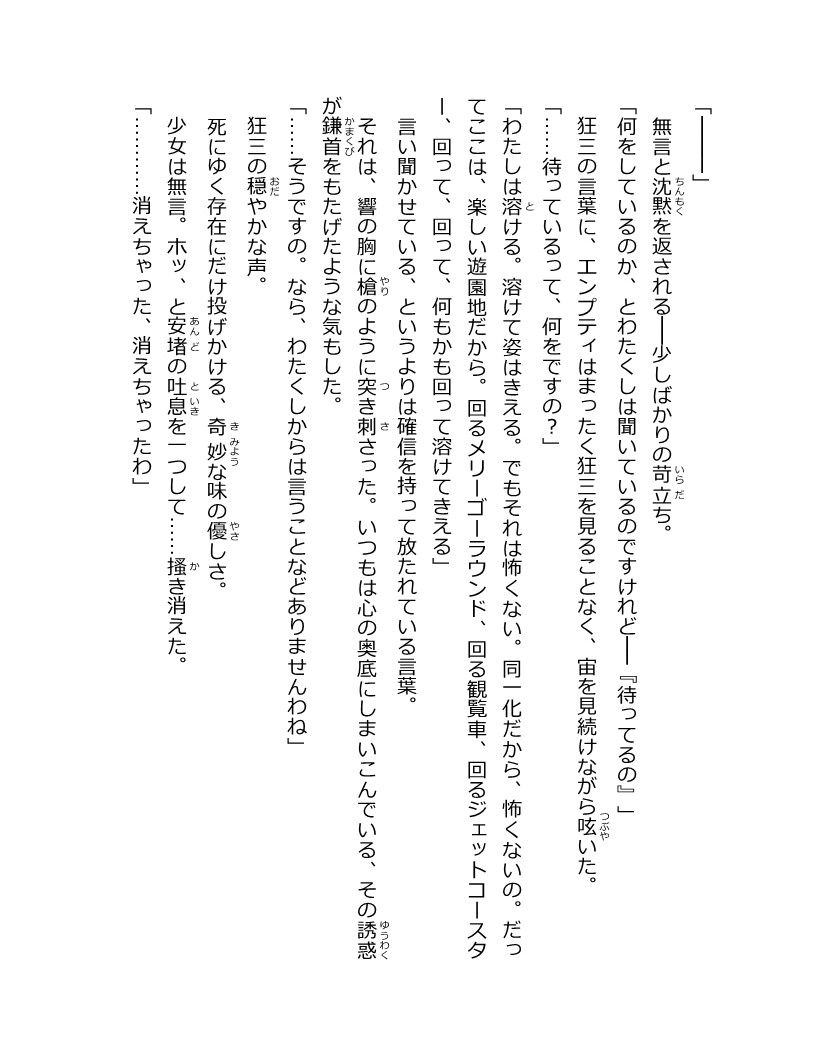 「――」
無言と沈黙を返される――少しばかりの苛立ち。
「何をしているのか、とわたくしは聞いているのですけれど――『待ってるの』」
狂三の言葉に、エンプティはまったく狂三を見ることなく、宙を見続けながら呟いた。
「……待っているって、何をですの？」
「わたしは溶ける。溶けて姿はきえる。でもそれは怖くない。同一化だから、怖くないの。だっ
てここは、楽しい遊園地だから。回るメリーゴーラウンド、回る観覧車、回るジェットコースタ
ー、回って、回って、何もかも回って溶けてきえる」
言い聞かせている、というよりは確信を持って放たれている言葉。
それは、響の胸に槍のように突き刺さった。いつもは心の奥底にしまいこんでいる、その誘惑
が鎌首をもたげたような気もした。
「……そうですの。なら、わたくしからは言うことなどありませんわね」
狂三の穏やかな声。
死にゆく存在にだけ投げかける、奇妙な味の優しさ。
少女は無言。ホッ、と安堵の吐息を一つして……掻き消えた。
「…………消えちゃった、消えちゃったわ」